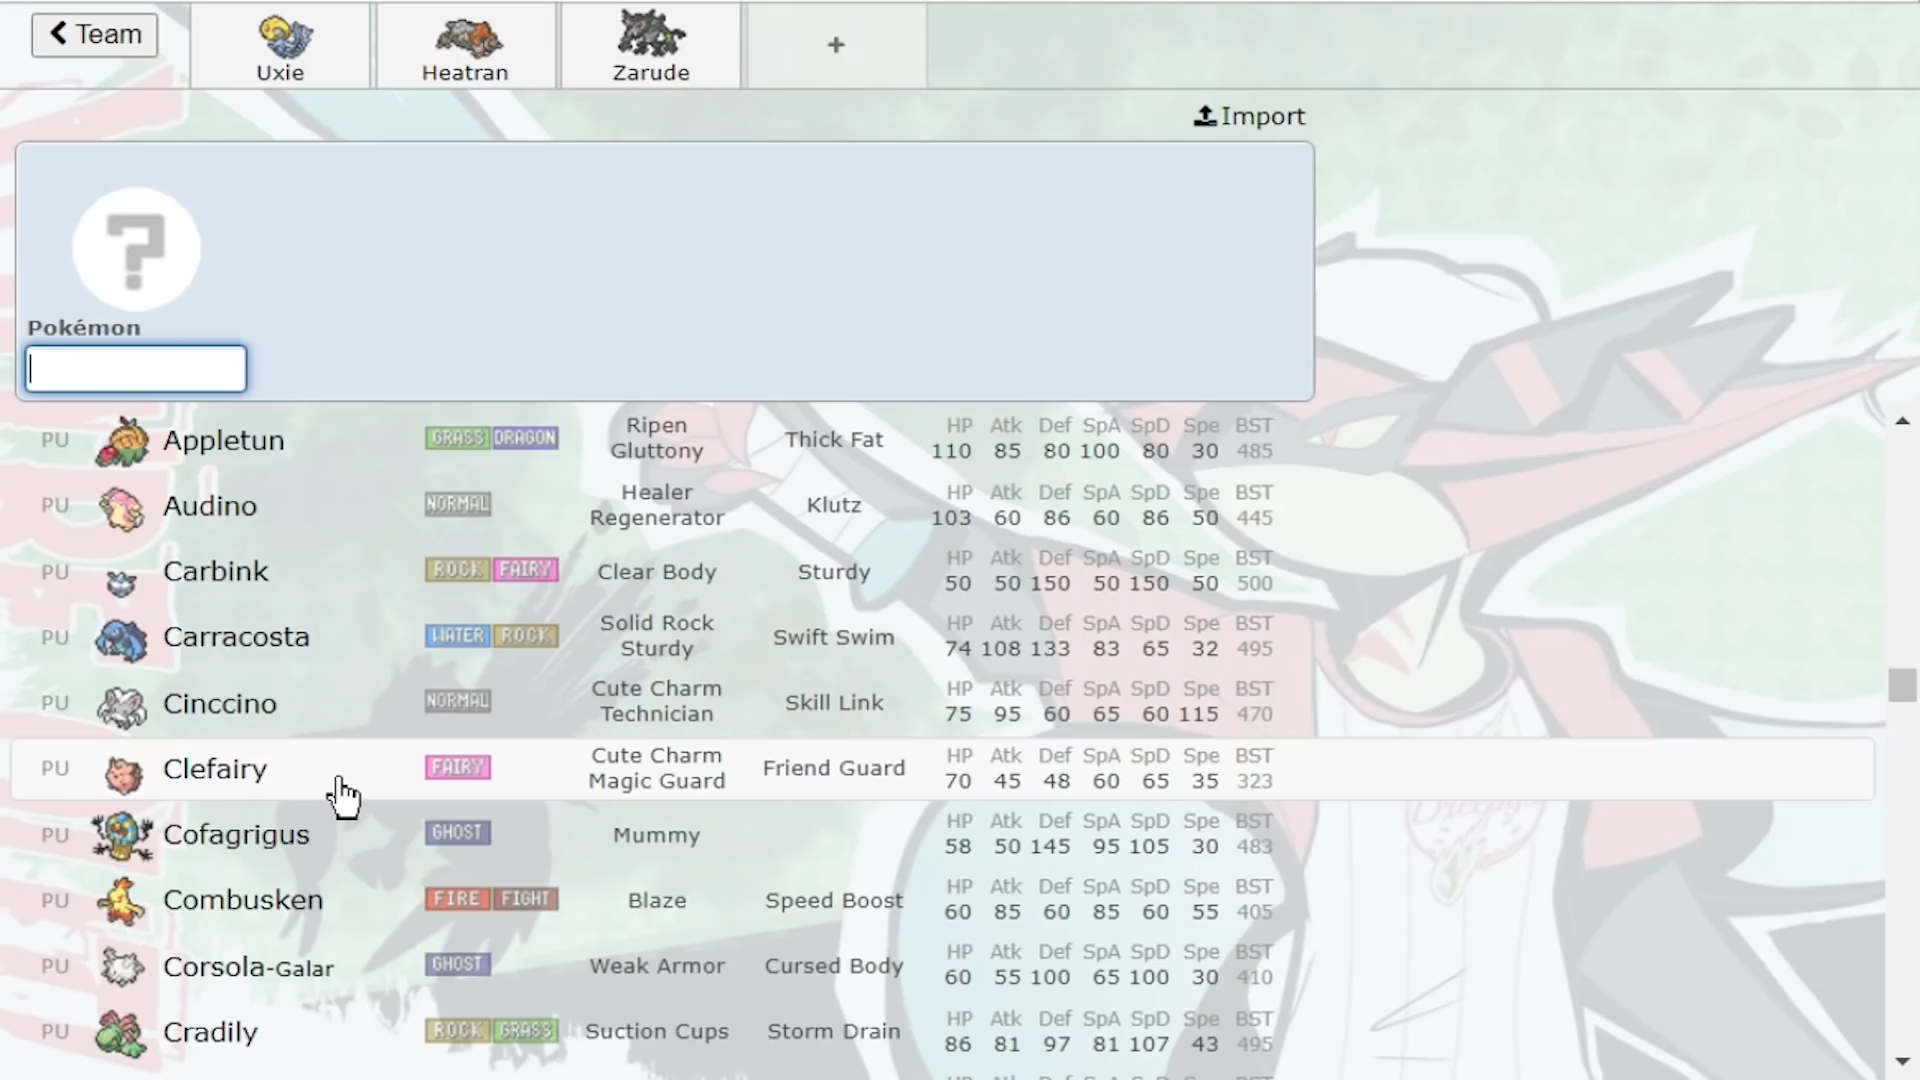 Team
Uxie
Heatran
Zarude
+
Import
?
Pokémon
PU Appletun GRASS DRAGON Ripen Gluttony Thick Fat HP 110 Atk 85 Def 80 SpA 100 SpD 80 Spe 30 BST 485
PU Audino NORMAL Healer Regenerator Klutz HP 103 Atk 60 Def 86 SpA 60 SpD 86 Spe 50 BST 445
PU Carbink ROCK FAIRY Clear Body Sturdy HP 50 Atk 50 Def 150 SpA 50 SpD 150 Spe 50 BST 500
PU Carracosta WATER ROCK Solid Rock Sturdy Swift Swim HP 74 Atk 108 Def 133 SpA 83 SpD 65 Spe 32 BST 495
PU Cinccino NORMAL Cute Charm Technician Skill Link HP 75 Atk 95 Def 60 SpA 65 SpD 60 Spe 115 BST 470
PU Clefairy FAIRY Cute Charm Magic Guard Friend Guard HP 70 Atk 45 Def 48 SpA 60 SpD 65 Spe 35 BST 323
PU Cofagrigus GHOST Mummy HP 58 Atk 50 Def 145 SpA 95 SpD 105 Spe 30 BST 483
PU Combusken FIRE FIGHT Blaze Speed Boost HP 60 Atk 85 Def 60 SpA 85 SpD 60 Spe 55 BST 405
PU Corsola-Galar GHOST Weak Armor Cursed Body HP 60 Atk 55 Def 100 SpA 65 SpD 100 Spe 30 BST 410
PU Cradily ROCK GRASS Suction Cups Storm Drain HP 86 Atk 81 Def 97 SpA 81 SpD 107 Spe 43 BST 495